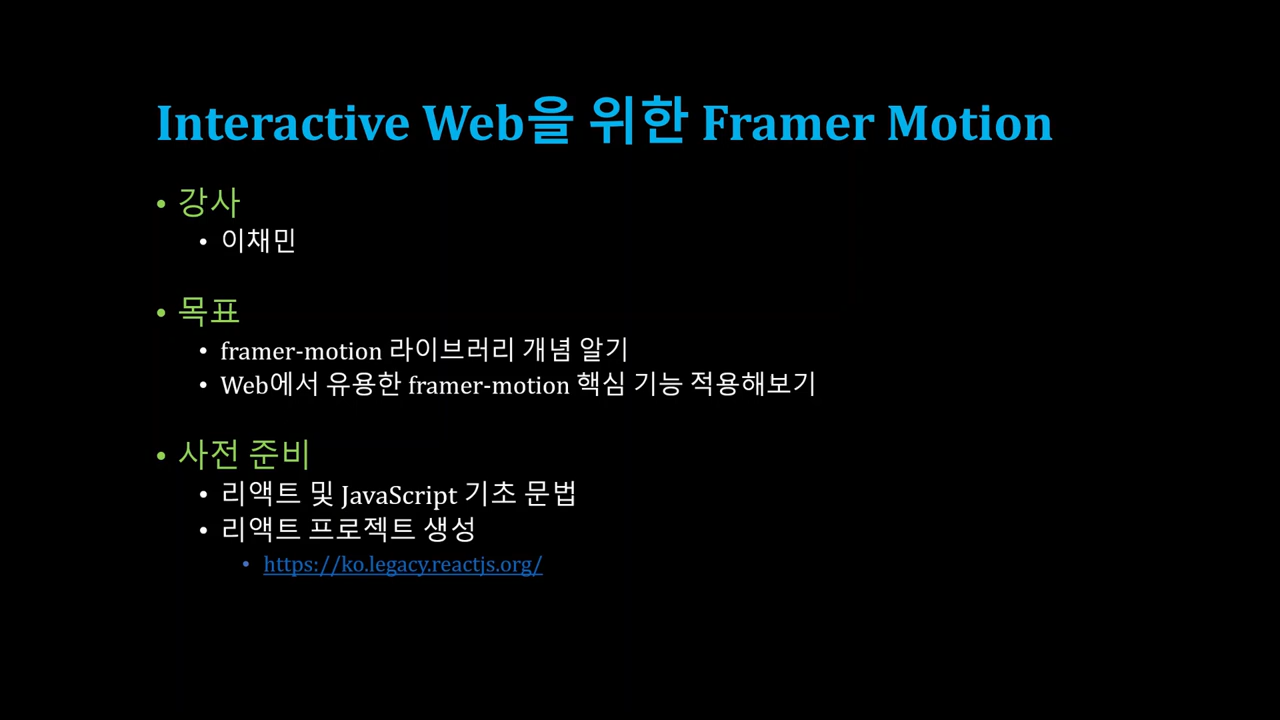 Interactive Web을 위한 Framer Motion
• 강사
• 이채민
• 목표
• framer-motion 라이브러리 개념 알기
• Web에서 유용한 framer-motion 핵심 기능 적용해보기
• 사전 준비
• 리액트 및 JavaScript 기초 문법
• 리액트 프로젝트 생성
• https://ko.legacy.reactjs.org/